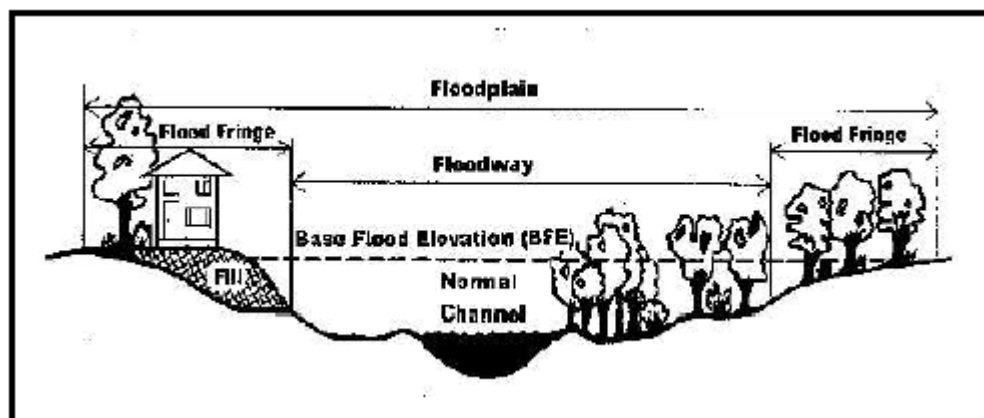 Floodplain
Flood Fringe
Flood Fringe
Floodway
Base Flood Elevation (BFE)
Fill
Normal
Channel